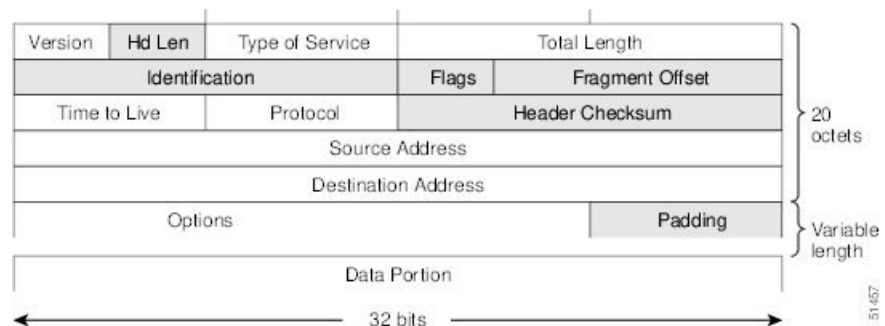 Version Hd Len Type of Service Total Length
Identification Flags Fragment Offset
Time to Live Protocol Header Checksum
20
octets
Source Address
Destination Address
Options Padding
Variable
length
Data Portion
32 bits
51457